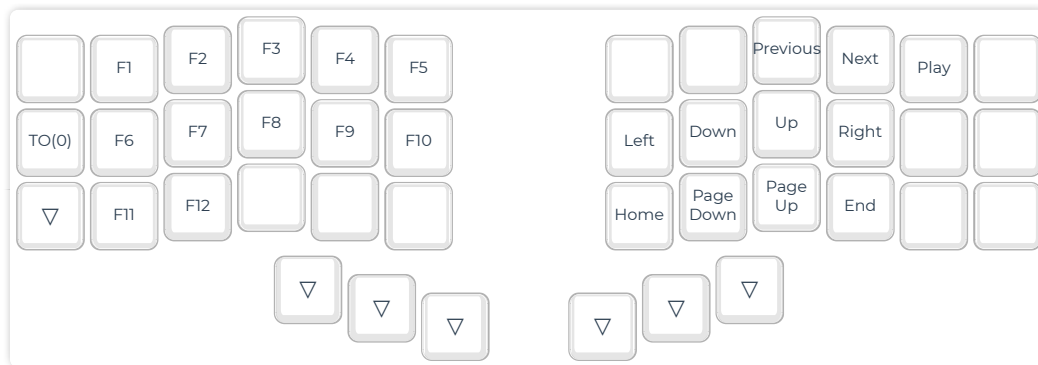 F1 F2 F3 F4 F5 Previous Next Play
TO(0) F6 F7 F8 F9 F10 Left Down Up Right
▽ F11 F12 Home Page Down Page Up End
▽ ▽ ▽ ▽ ▽ ▽